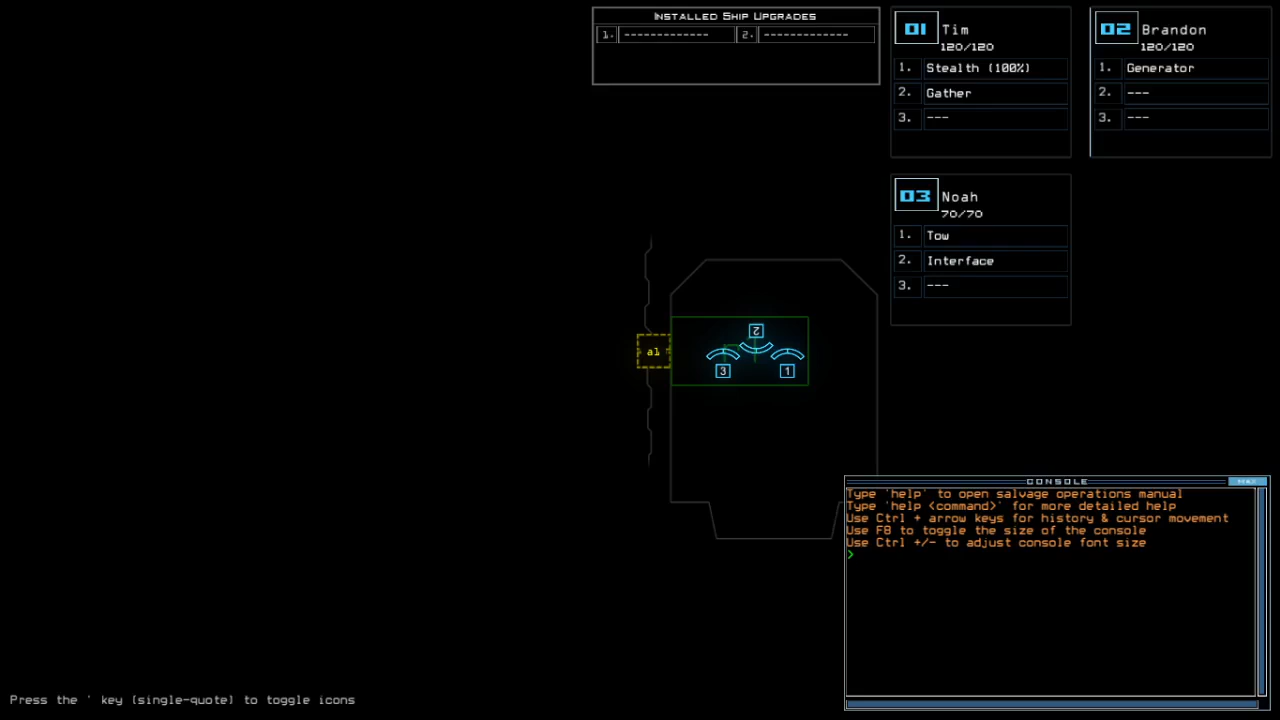 Installed Ship Upgrades
1. ------------- 2. -------------
01 Tim
120/120
1. Stealth (100%)
2. Gather
3. ---
02 Brandon
120/120
1. Generator
2. ---
3. ---
03 Noah
70/70
1. Tow
2. Interface
3. ---
a1
2
3
1
CONSOLE
Type 'help' to open salvage operations manual
Type 'help <command>' for more detailed help
Use Ctrl + arrow keys for history & cursor movement
Use F8 to toggle the size of the console
Use Ctrl +/- to adjust console font size
>
Press the ' key (single-quote) to toggle icons